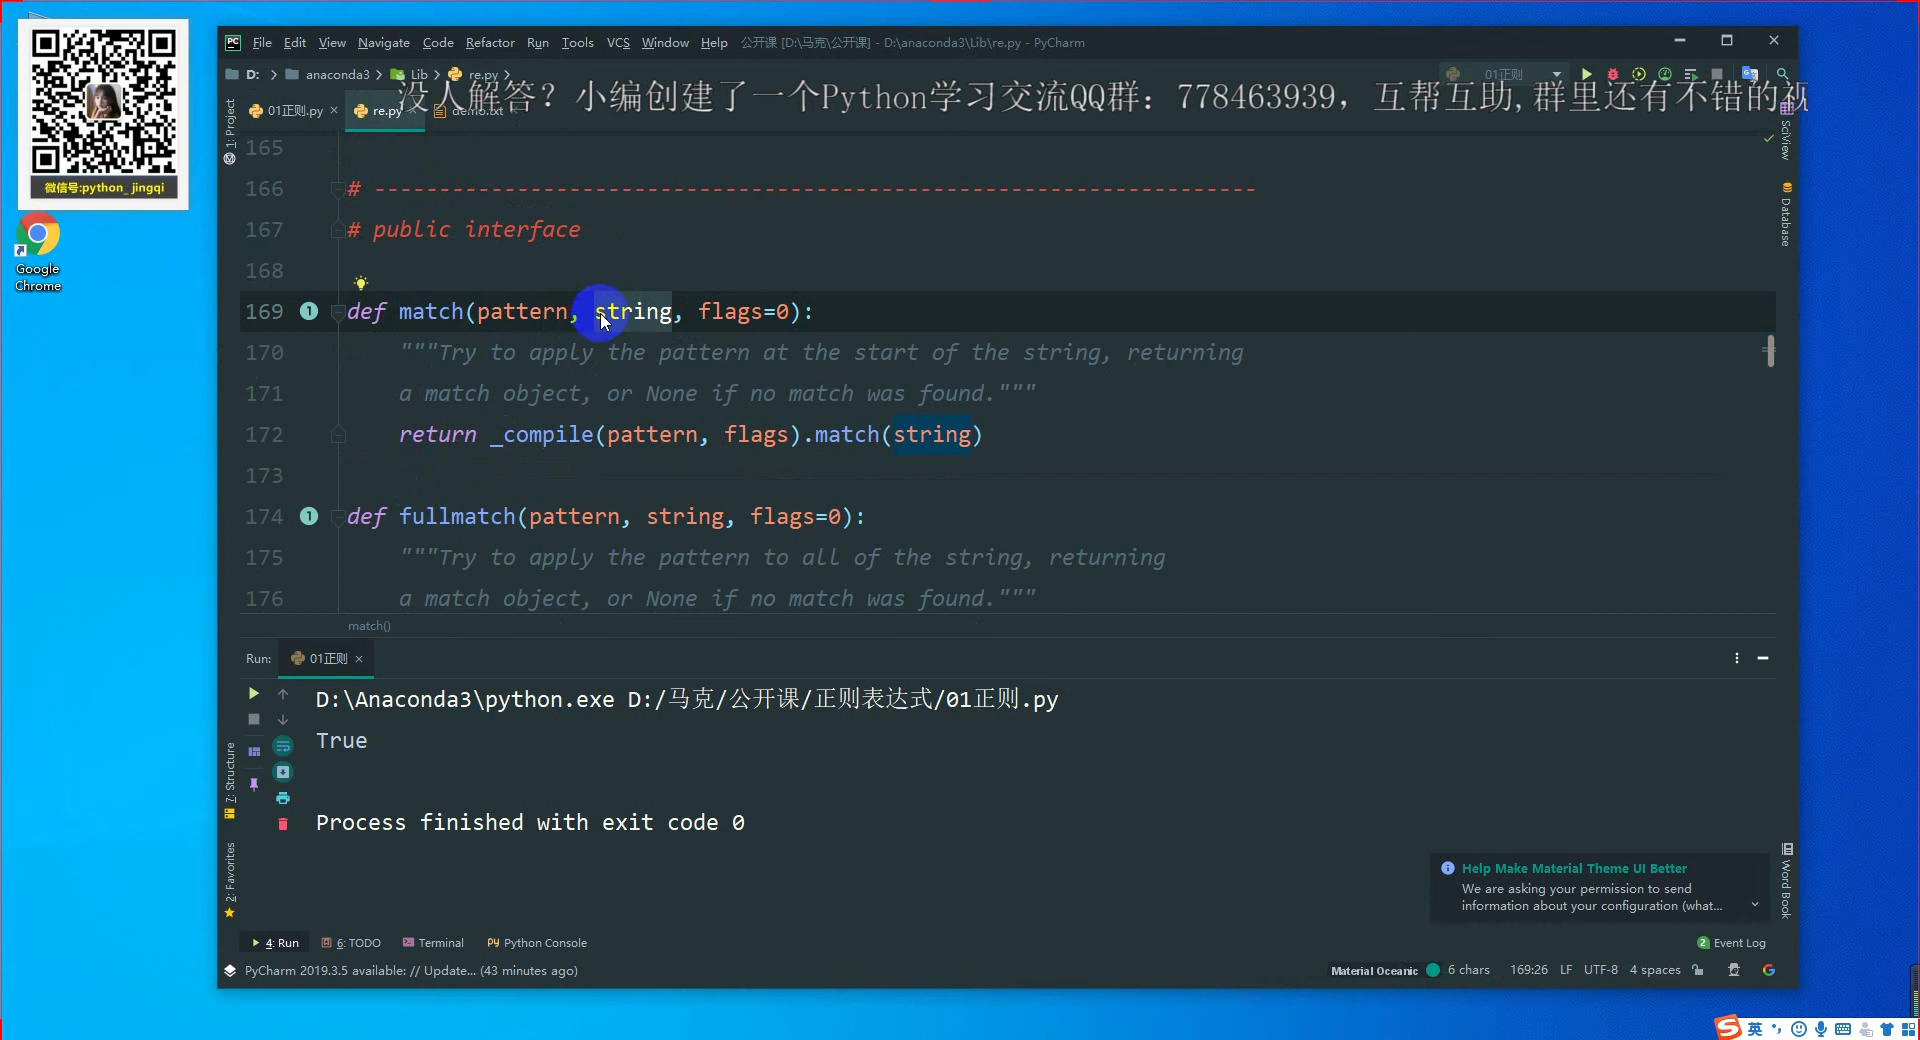 微信号:python_jingqi
Google
Chrome
PC File Edit View Navigate Code Refactor Run Tools VCS Window Help 公开课 [D:\马克\公开课] - D:\anaconda3\Lib\re.py - PyCharm
D: anaconda3 Lib re.py 01正则
没人解答? 小编创建了一个Python学习交流QQ群: 778463939, 互帮互助,群里还有不错的视
01正则.py re.py demo.txt
1: Project
SciView
Database
165
166 # --------------------------------------------------------------------
167 # public interface
168
169 def match(pattern, string, flags=0):
170 """Try to apply the pattern at the start of the string, returning
171 a match object, or None if no match was found."""
172 return _compile(pattern, flags).match(string)
173
174 def fullmatch(pattern, string, flags=0):
175 """Try to apply the pattern to all of the string, returning
176 a match object, or None if no match was found."""
match()
Run: 01正则
D:\Anaconda3\python.exe D:/马克/公开课/正则表达式/01正则.py
True
Process finished with exit code 0
7: Structure
2: Favorites
Word Book
Help Make Material Theme UI Better
We are asking your permission to send
information about your configuration (what...
4: Run 6: TODO Terminal Python Console 2 Event Log
PyCharm 2019.3.5 available: // Update... (43 minutes ago) Material Oceanic 6 chars 169:26 LF UTF-8 4 spaces
英